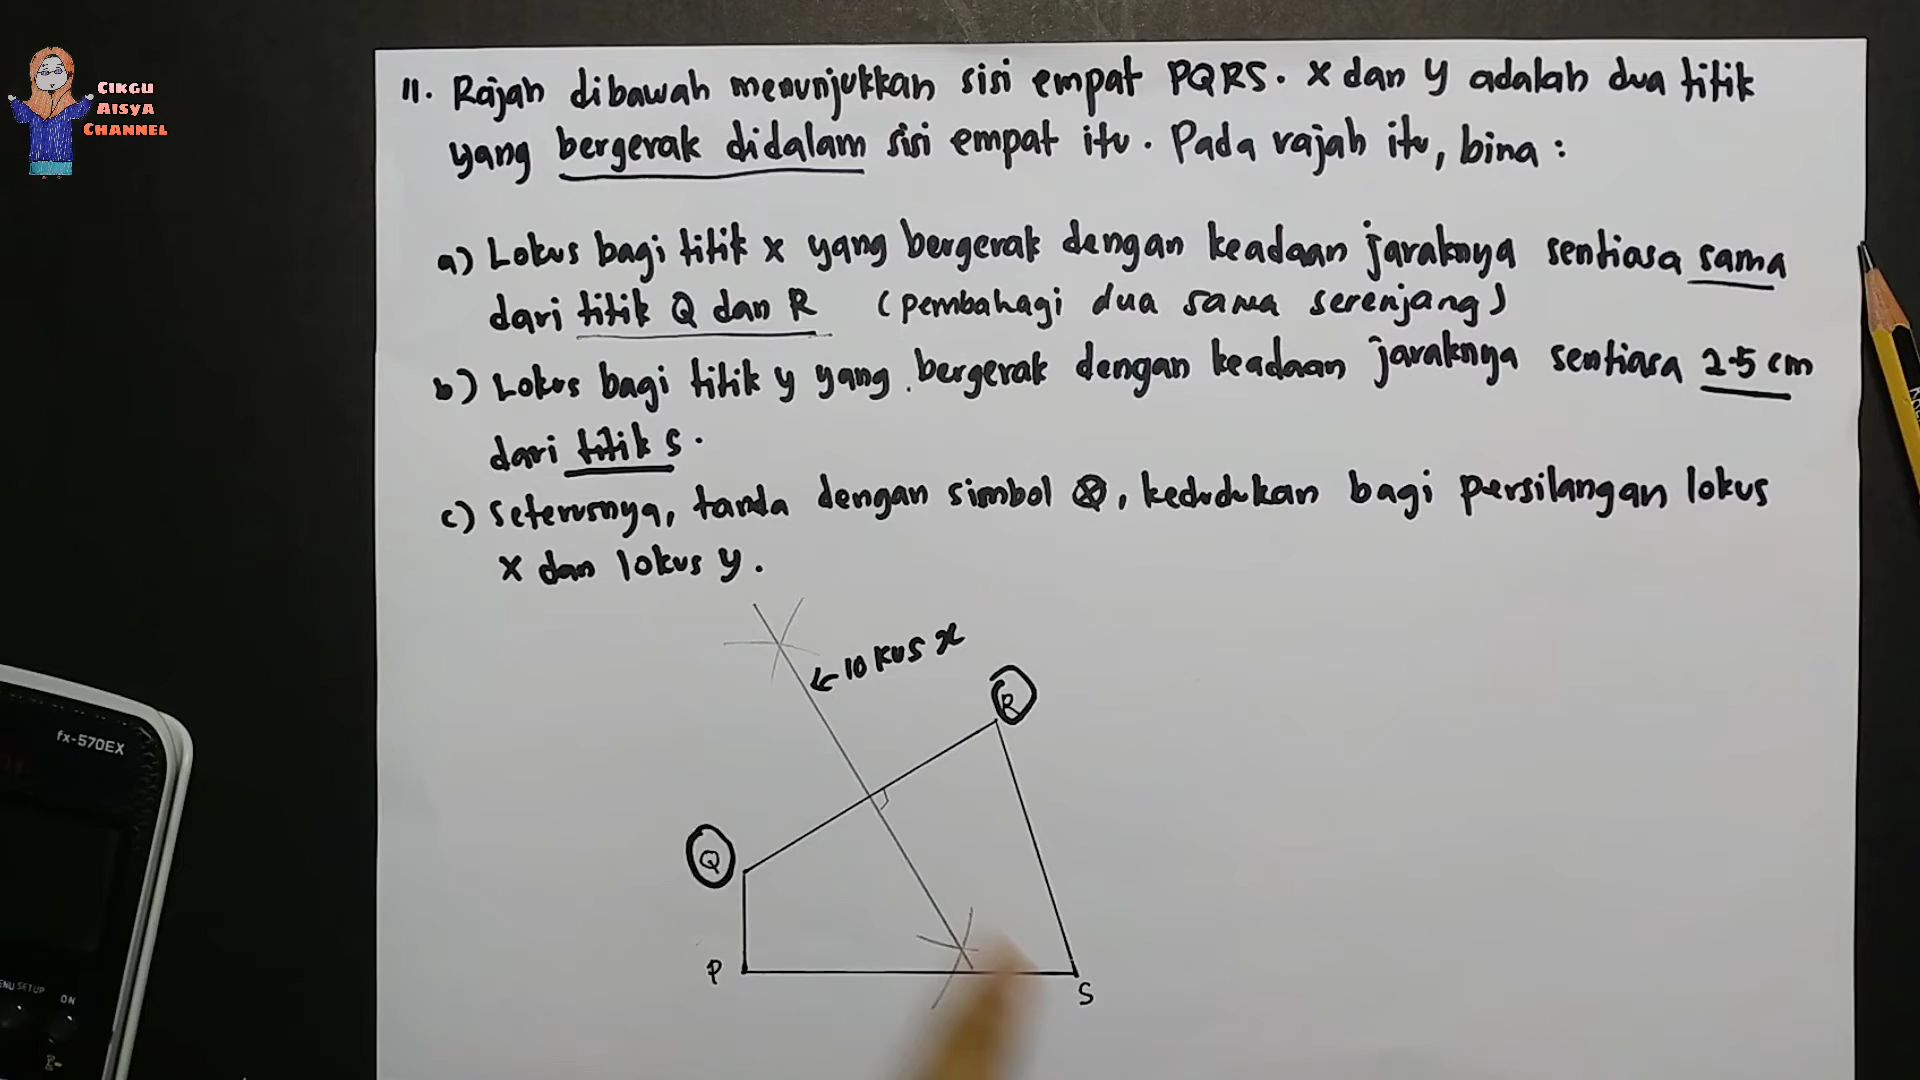 CIKGU
AISYA
CHANNEL
11. Rajah dibawah menunjukkan sisi empat PQRS. X dan Y adalah dua titik
yang bergerak didalam sisi empat itu. Pada rajah itu, bina :
a) Lokus bagi titik X yang bergerak dengan keadaan jaraknya sentiasa sama
dari titik Q dan R (pembahagi dua sama serenjang)
b) Lokus bagi titik y yang bergerak dengan keadaan jaraknya sentiasa 2.5 cm
dari titik S.
c) Seterusnya, tanda dengan simbol ⊗, kedudukan bagi persilangan lokus
X dan lokus y.
lokus x
R
Q
P
S
fx-570EX
MENU SETUP ON